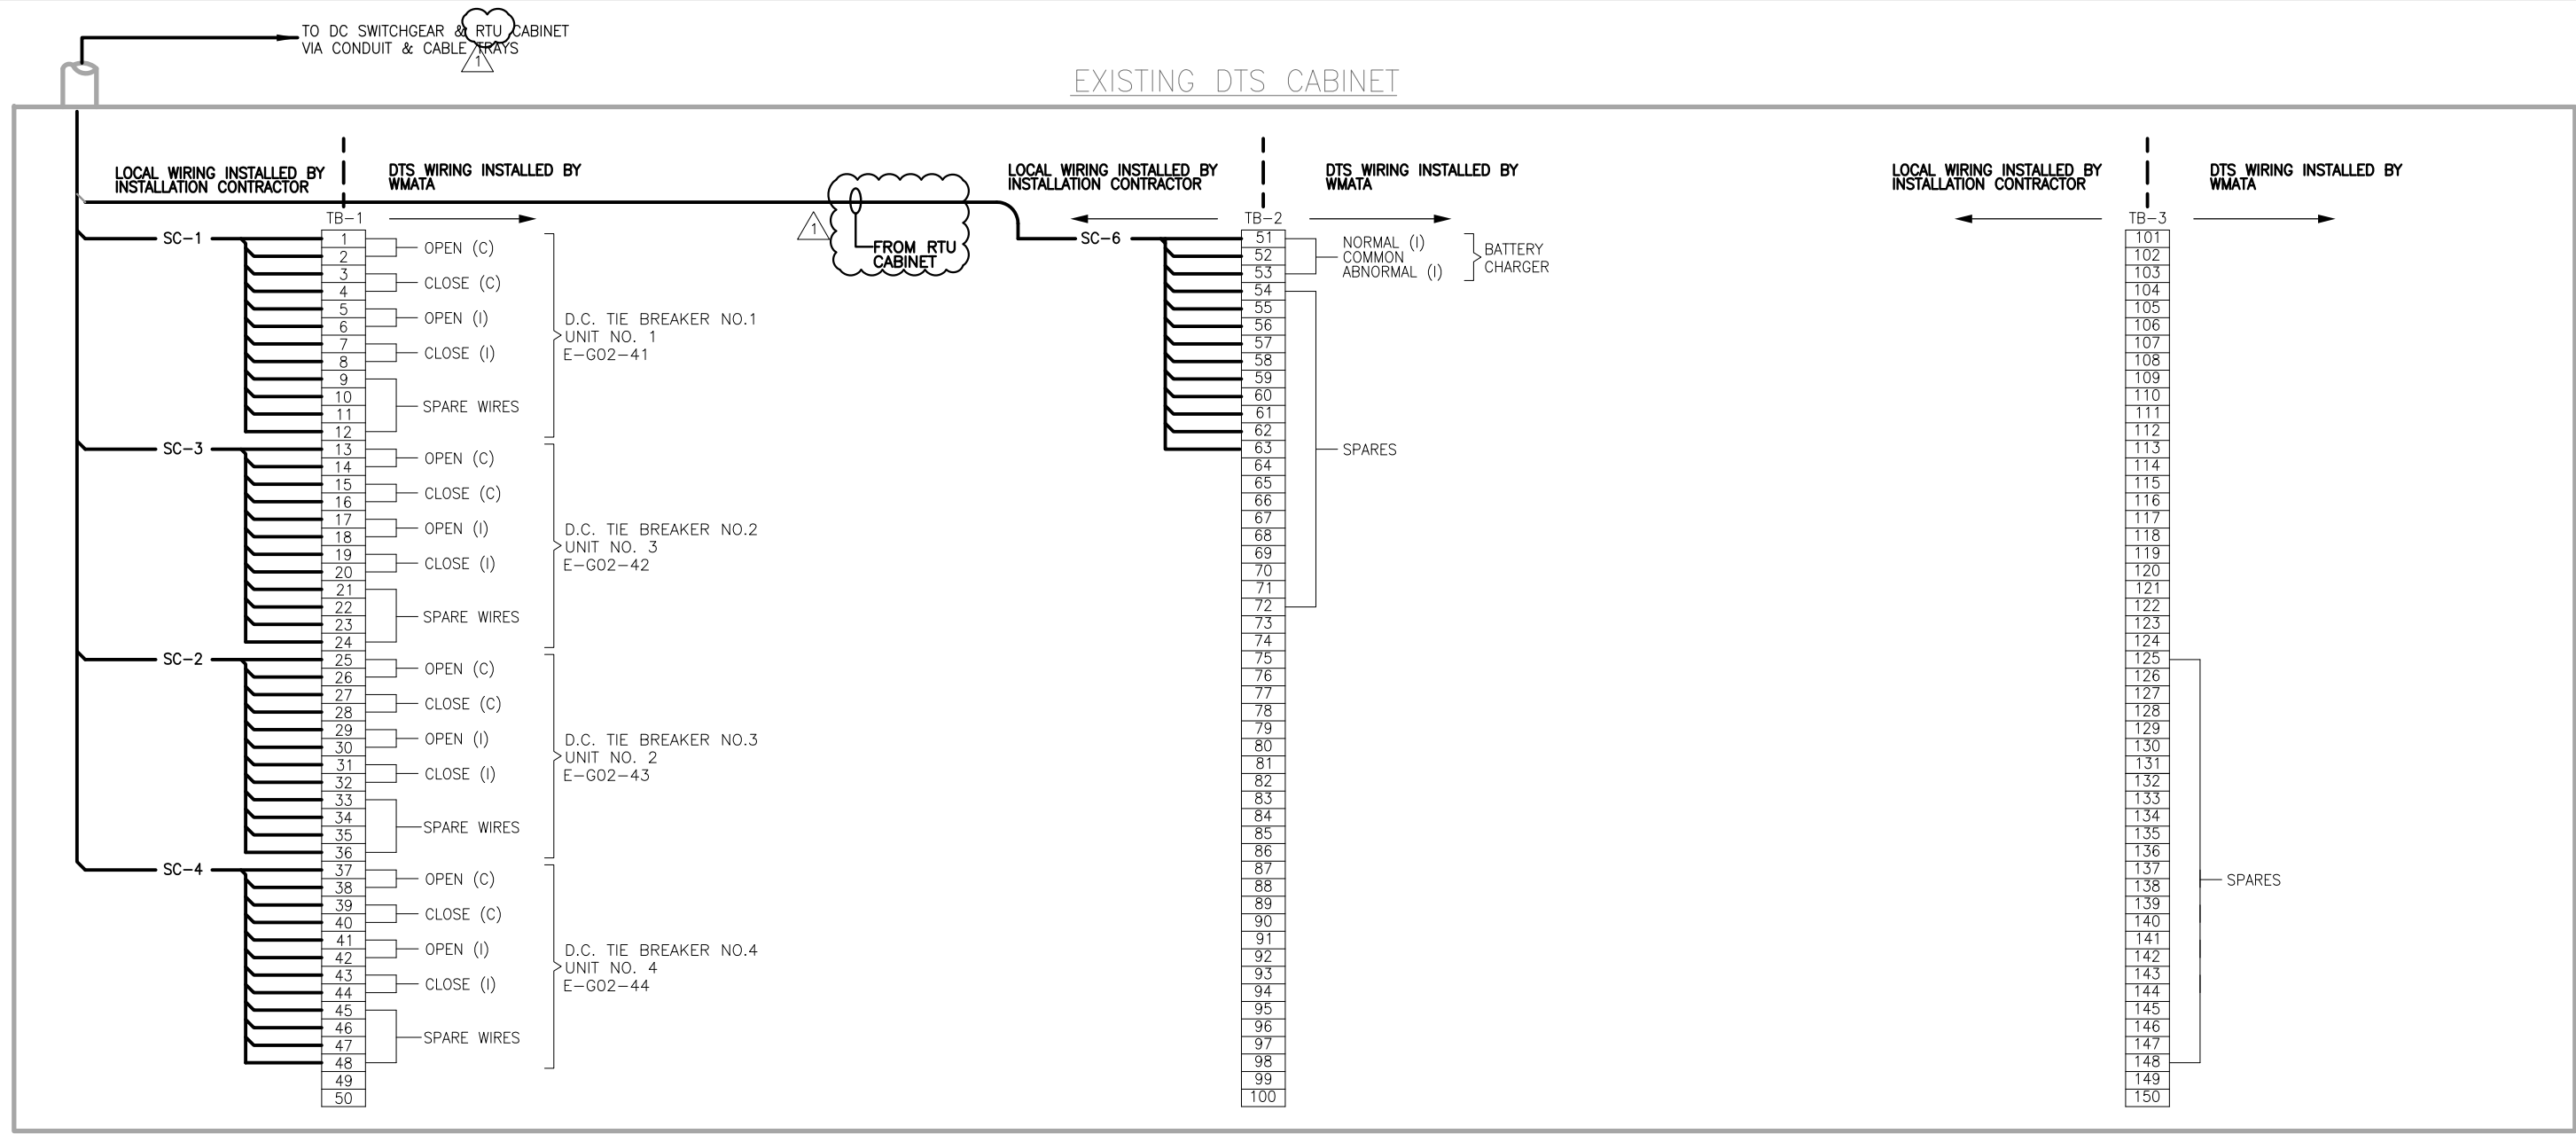 TO DC SWITCHGEAR & RTU CABINET
VIA CONDUIT & CABLE TRAYS
1
EXISTING DTS CABINET
LOCAL WIRING INSTALLED BY
INSTALLATION CONTRACTOR
DTS WIRING INSTALLED BY
WMATA
TB-1
SC-1
1
2
3
4
5
6
7
8
9
10
11
12
OPEN (C)
CLOSE (C)
OPEN (I)
CLOSE (I)
SPARE WIRES
D.C. TIE BREAKER NO.1
UNIT NO. 1
E-G02-41
SC-3
13
14
15
16
17
18
19
20
21
22
23
24
OPEN (C)
CLOSE (C)
OPEN (I)
CLOSE (I)
SPARE WIRES
D.C. TIE BREAKER NO.2
UNIT NO. 3
E-G02-42
SC-2
25
26
27
28
29
30
31
32
33
34
35
36
OPEN (C)
CLOSE (C)
OPEN (I)
CLOSE (I)
SPARE WIRES
D.C. TIE BREAKER NO.3
UNIT NO. 2
E-G02-43
SC-4
37
38
39
40
41
42
43
44
45
46
47
48
49
50
OPEN (C)
CLOSE (C)
OPEN (I)
CLOSE (I)
SPARE WIRES
D.C. TIE BREAKER NO.4
UNIT NO. 4
E-G02-44
1
FROM RTU
CABINET
LOCAL WIRING INSTALLED BY
INSTALLATION CONTRACTOR
DTS WIRING INSTALLED BY
WMATA
TB-2
SC-6
51
52
53
54
55
56
57
58
59
60
61
62
63
64
65
66
67
68
69
70
71
72
73
74
75
76
77
78
79
80
81
82
83
84
85
86
87
88
89
90
91
92
93
94
95
96
97
98
99
100
NORMAL (I)
COMMON
ABNORMAL (I)
BATTERY
CHARGER
SPARES
LOCAL WIRING INSTALLED BY
INSTALLATION CONTRACTOR
DTS WIRING INSTALLED BY
WMATA
TB-3
101
102
103
104
105
106
107
108
109
110
111
112
113
114
115
116
117
118
119
120
121
122
123
124
125
126
127
128
129
130
131
132
133
134
135
136
137
138
139
140
141
142
143
144
145
146
147
148
149
150
SPARES